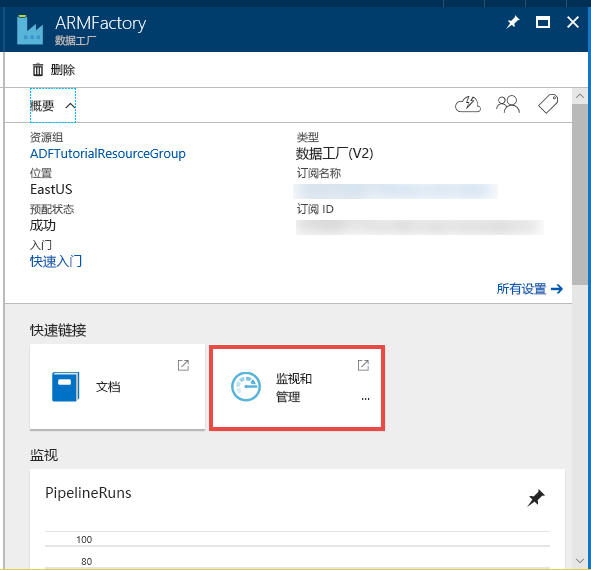 ARMFactory
数据工厂
删除
概要
资源组
ADFTutorialResourceGroup
位置
EastUS
预配状态
成功
入门
快速入门
类型
数据工厂(V2)
订阅名称
订阅 ID
所有设置
快速链接
文档
监视和
管理
...
监视
PipelineRuns
100
80